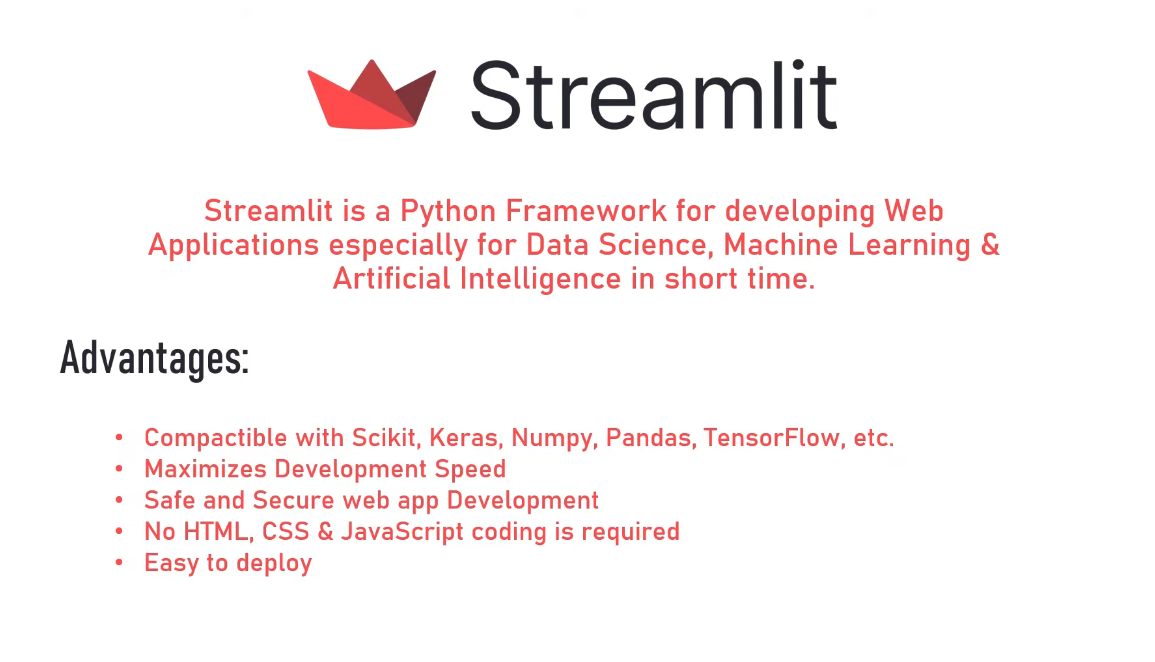 Streamlit
Streamlit is a Python Framework for developing Web
Applications especially for Data Science, Machine Learning &
Artificial Intelligence in short time.
Advantages:
• Compactible with Scikit, Keras, Numpy, Pandas, TensorFlow, etc.
• Maximizes Development Speed
• Safe and Secure web app Development
• No HTML, CSS & JavaScript coding is required
• Easy to deploy